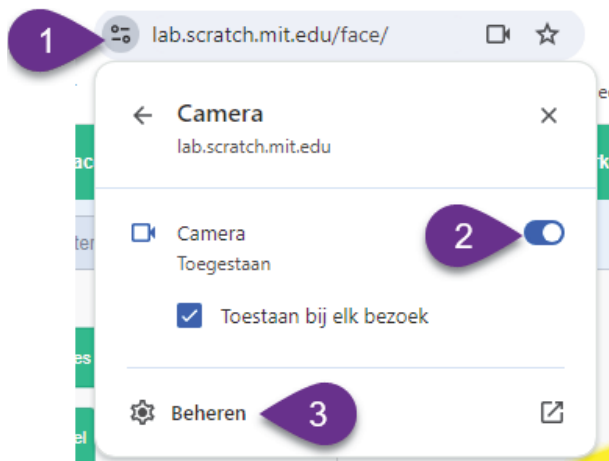 1
lab.scratch.mit.edu/face/
Camera
lab.scratch.mit.edu
Camera
2
Toegestaan
Toestaan bij elk bezoek
Beheren
3